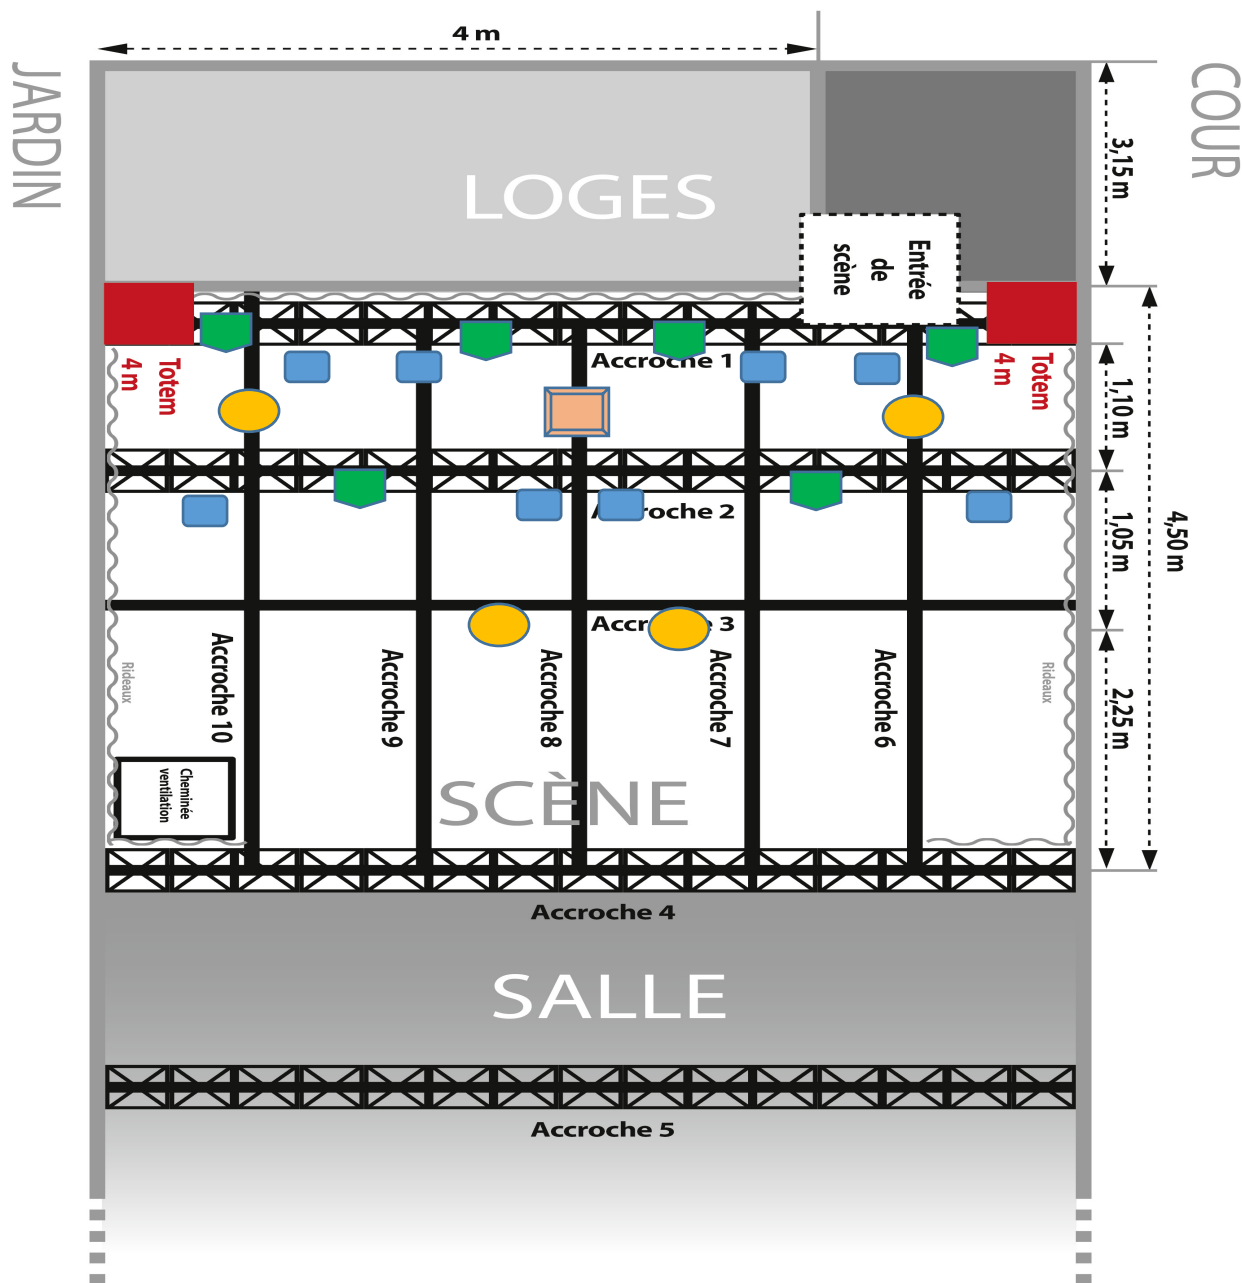 4 m
JARDIN
COUR
3,15 m
LOGES
Entrée
de
scène
Totem
4 m
Accroche 1
Totem
4 m
1,10 m
Accroche 2
1,05 m
4,50 m
Accroche 3
Rideaux
Accroche 10
Accroche 9
Accroche 8
Accroche 7
Accroche 6
Rideaux
2,25 m
Cheminée
ventilation
SCÈNE
Accroche 4
SALLE
Accroche 5